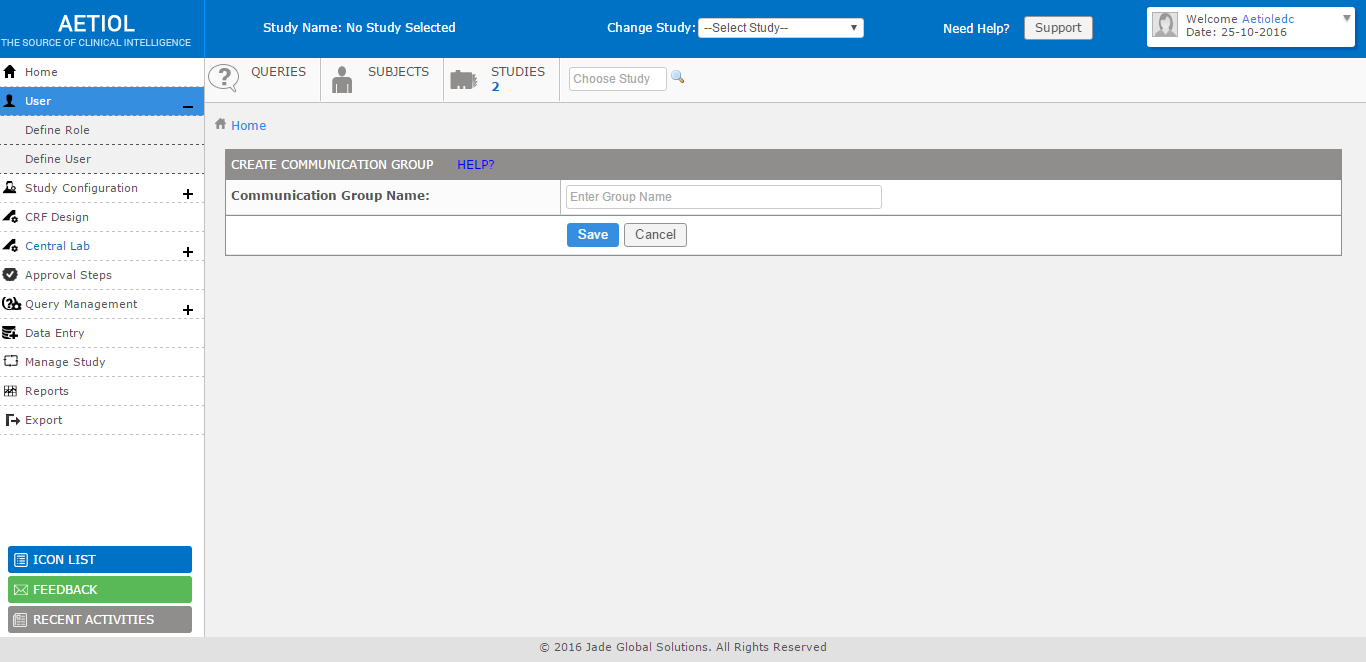 AETIOL
THE SOURCE OF CLINICAL INTELLIGENCE
Study Name: No Study Selected
Change Study: --Select Study--
Need Help? Support
Welcome Aetioledc
Date: 25-10-2016
Home
User
Define Role
Define User
Study Configuration
CRF Design
Central Lab
Approval Steps
Query Management
Data Entry
Manage Study
Reports
Export
ICON LIST
FEEDBACK
RECENT ACTIVITIES
? QUERIES
SUBJECTS
STUDIES
2
Choose Study
Home
CREATE COMMUNICATION GROUP HELP?
Communication Group Name: Enter Group Name
Save Cancel
© 2016 Jade Global Solutions. All Rights Reserved